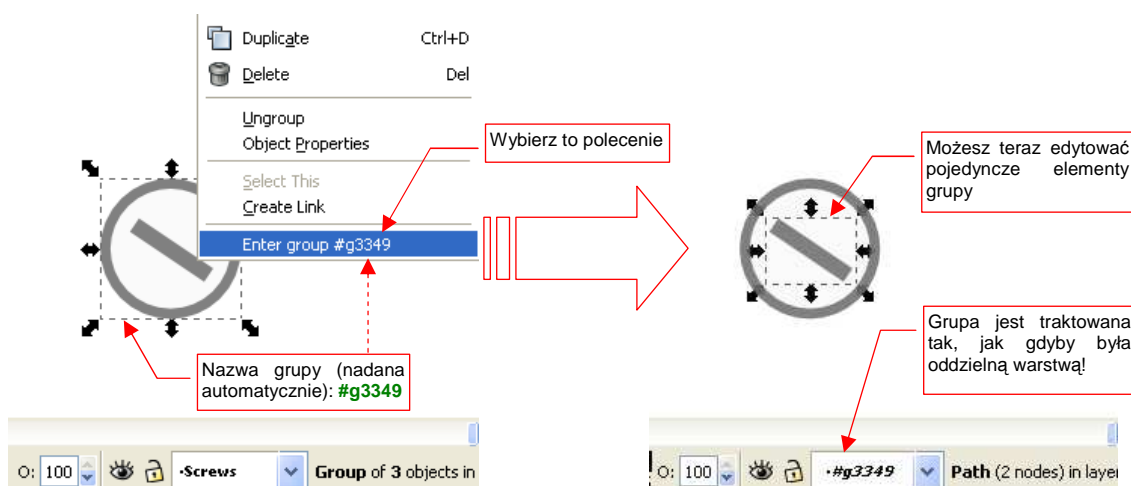 Duplicate Ctrl+D
Delete Del
Ungroup
Object Properties
Select This
Create Link
Enter group #g3349
Wybierz to polecenie
Możesz teraz edytować
pojedyncze elementy
grupy
Nazwa grupy (nadana
automatycznie): #g3349
Grupa jest traktowana
tak, jak gdyby była
oddzielną warstwą!
O: 100 ·Screws Group of 3 objects in
O: 100 ·#g3349 Path (2 nodes) in laye